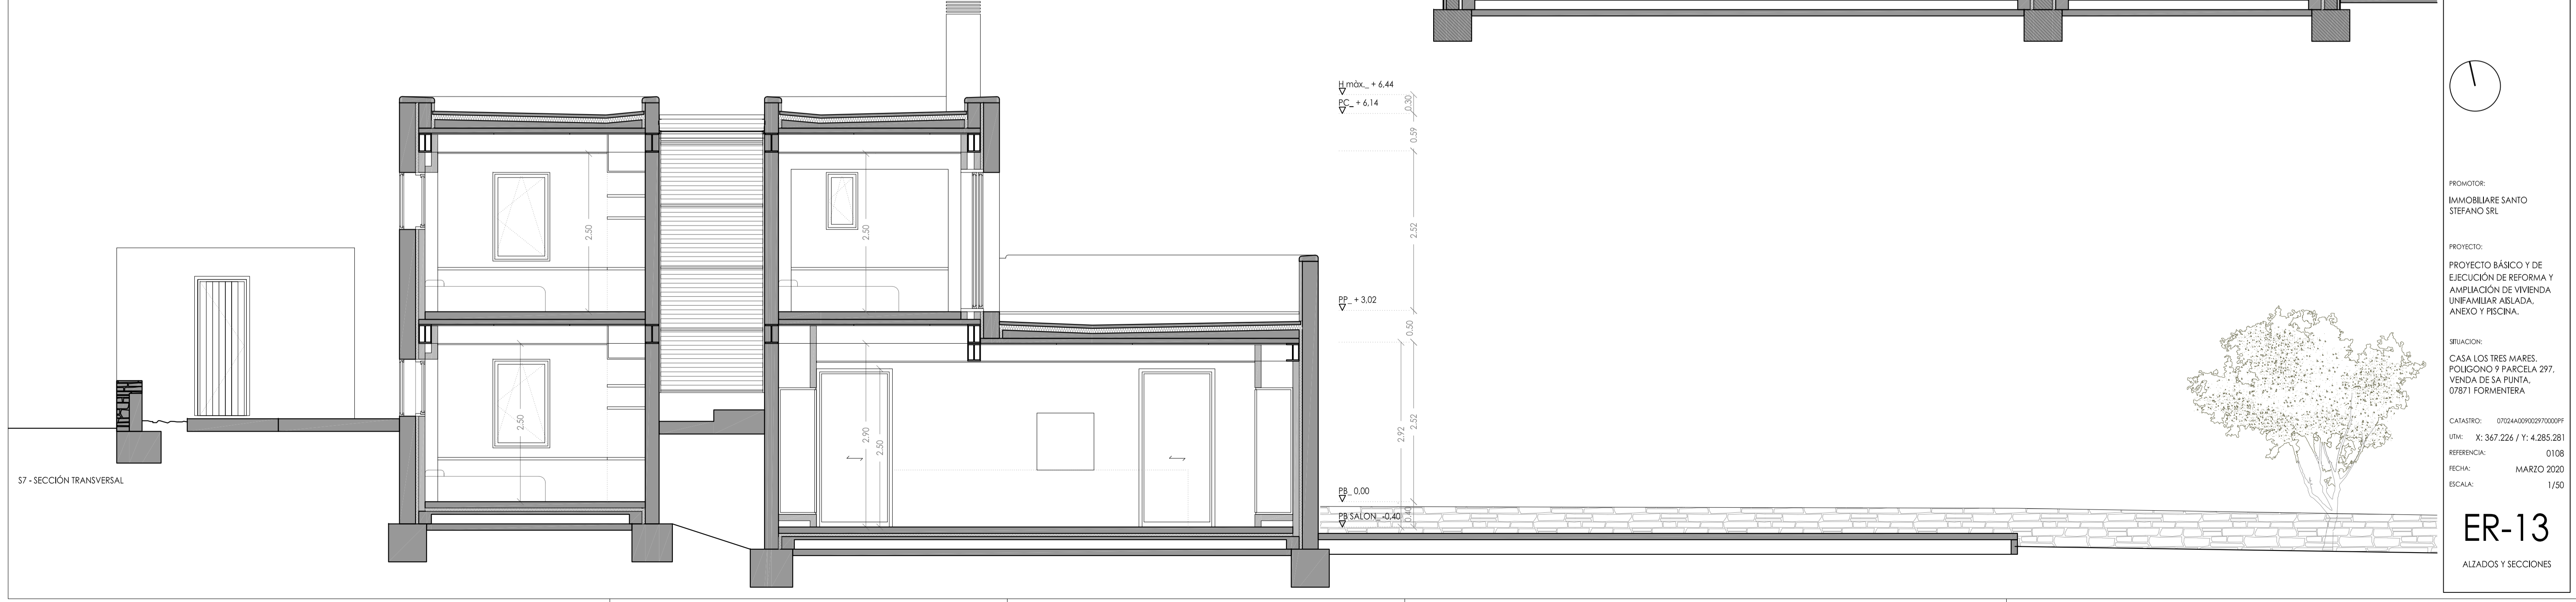 H.màx._ + 6,44
PC_ + 6,14
0.30
0.59
2.50
2.50
2.52
PP_ + 3,02
0.50
2.50
2.90
2.50
2.92
2.52
PB_ 0,00
PB SALON_ -0,40
0.40
S7 - SECCIÓN TRANSVERSAL
PROMOTOR:
IMMOBILIARE SANTO
STEFANO SRL
PROYECTO:
PROYECTO BÁSICO Y DE
EJECUCIÓN DE REFORMA Y
AMPLIACIÓN DE VIVIENDA
UNIFAMILIAR AISLADA,
ANEXO Y PISCINA.
SITUACION:
CASA LOS TRES MARES.
POLIGONO 9 PARCELA 297.
VENDA DE SA PUNTA,
07871 FORMENTERA
CATASTRO: 07024A009002970000PF
UTM: X: 367.226 / Y: 4.285.281
REFERENCIA: 0108
FECHA: MARZO 2020
ESCALA: 1/50
ER-13
ALZADOS Y SECCIONES